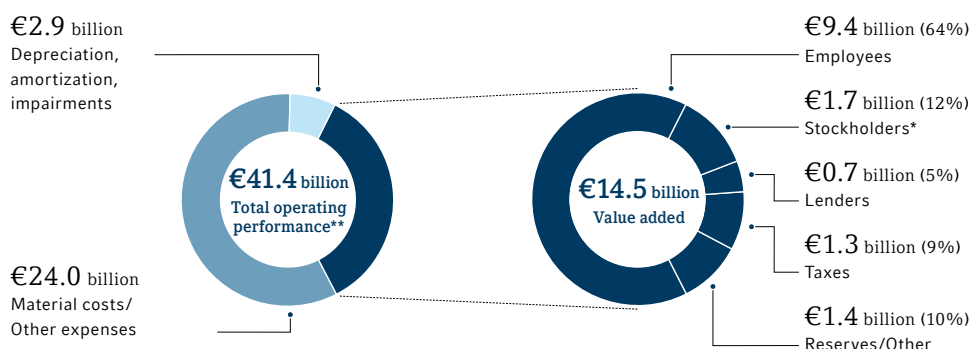 €2.9 billion
Depreciation,
amortization,
impairments
€41.4 billion
Total operating
performance**
€24.0 billion
Material costs/
Other expenses
€14.5 billion
Value added
€9.4 billion (64%)
Employees
€1.7 billion (12%)
Stockholders*
€0.7 billion (5%)
Lenders
€1.3 billion (9%)
Taxes
€1.4 billion (10%)
Reserves/Other